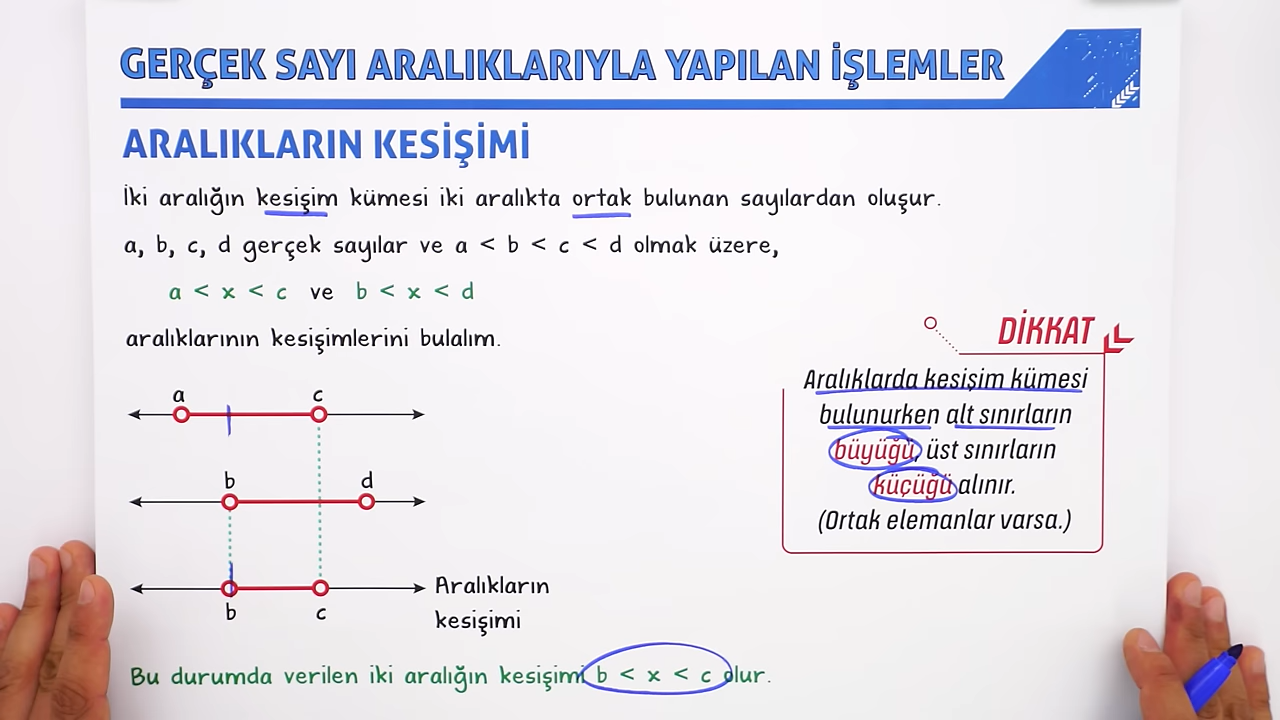 GERÇEK SAYI ARALIKLARIYLA YAPILAN İŞLEMLER
ARALIKLARIN KESİŞİMİ
İki aralığın kesişim kümesi iki aralıkta ortak bulunan sayılardan oluşur.
a, b, c, d gerçek sayılar ve a < b < c < d olmak üzere,
a < x < c ve b < x < d
aralıklarının kesişimlerini bulalım.
a c
b d
b c
Aralıkların
kesişimi
Bu durumda verilen iki aralığın kesişimi b < x < c olur.
DİKKAT
Aralıklarda kesişim kümesi
bulunurken alt sınırların
büyüğü, üst sınırların
küçüğü alınır.
(Ortak elemanlar varsa.)